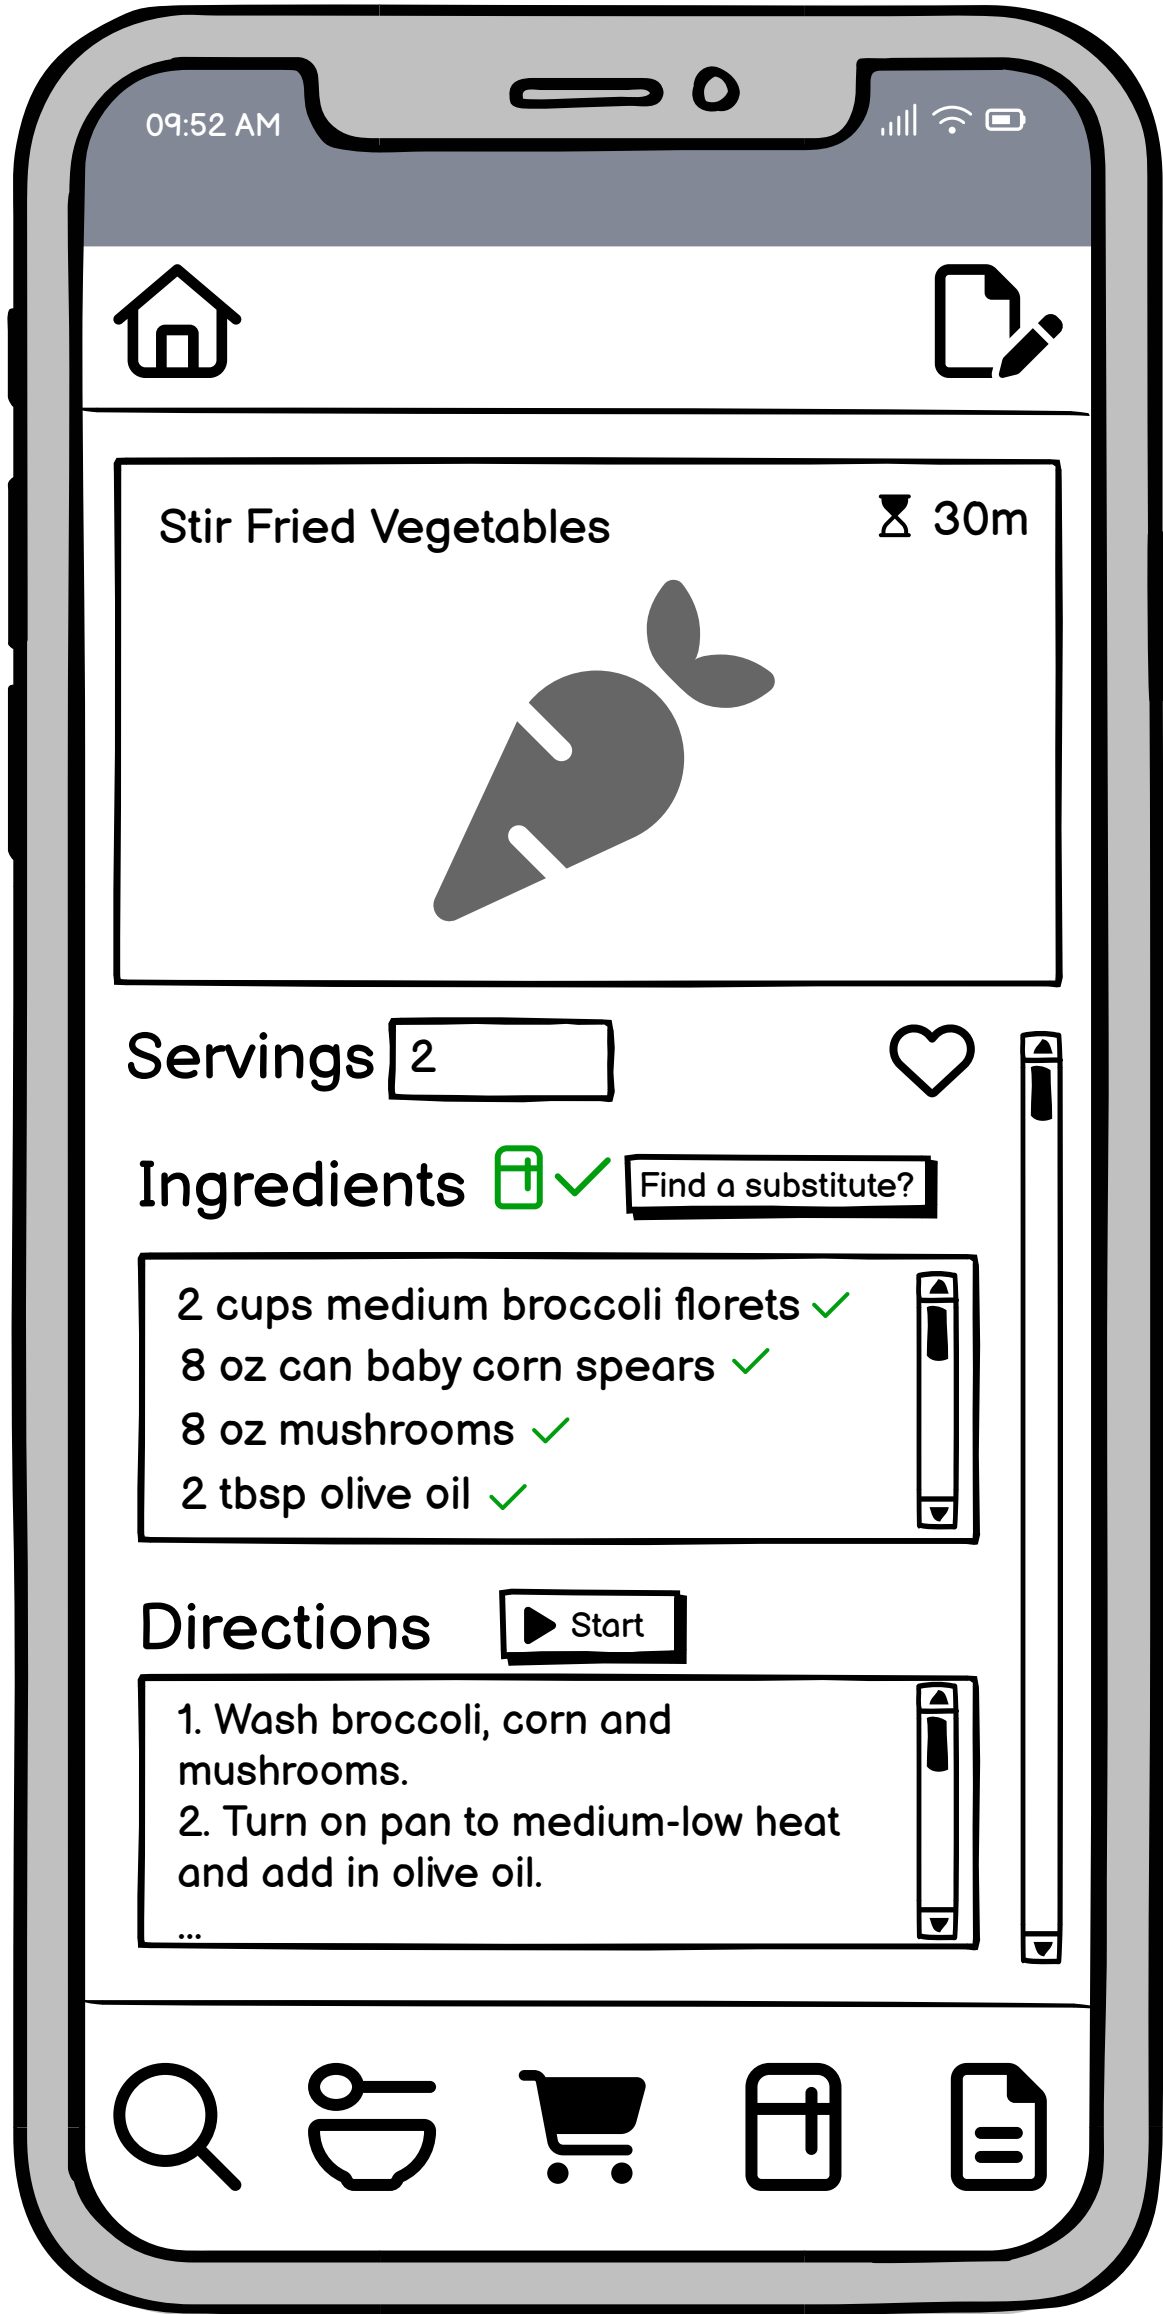 09:52 AM
Stir Fried Vegetables
30m
Servings 2
Ingredients
Find a substitute?
2 cups medium broccoli florets
8 oz can baby corn spears
8 oz mushrooms
2 tbsp olive oil
Directions
Start
1. Wash broccoli, corn and
mushrooms.
2. Turn on pan to medium-low heat
and add in olive oil.
...